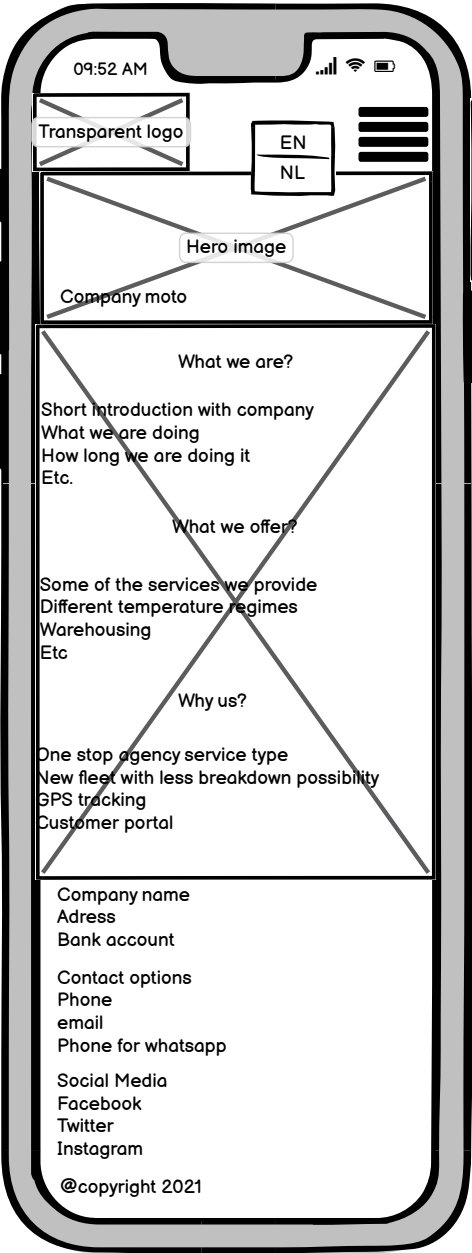 09:52 AM
Transparent logo
EN
NL
Hero image
Company moto
What we are?
Short introduction with company
What we are doing
How long we are doing it
Etc.
What we offer?
Some of the services we provide
Different temperature regimes
Warehousing
Etc
Why us?
One stop agency service type
New fleet with less breakdown possibility
GPS tracking
Customer portal
Company name
Adress
Bank account
Contact options
Phone
email
Phone for whatsapp
Social Media
Facebook
Twitter
Instagram
@copyright 2021